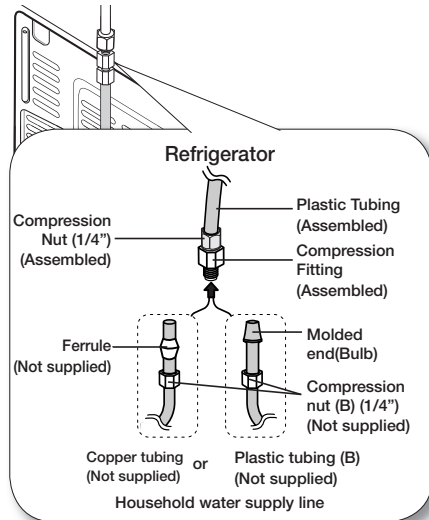 Refrigerator
Compression
Nut (1/4”)
(Assembled)
Plastic Tubing
(Assembled)
Compression
Fitting
(Assembled)
Ferrule
(Not supplied)
Molded
end(Bulb)
Compression
nut (B) (1/4”)
(Not supplied)
Copper tubing
(Not supplied)
or
Plastic tubing (B)
(Not supplied)
Household water supply line